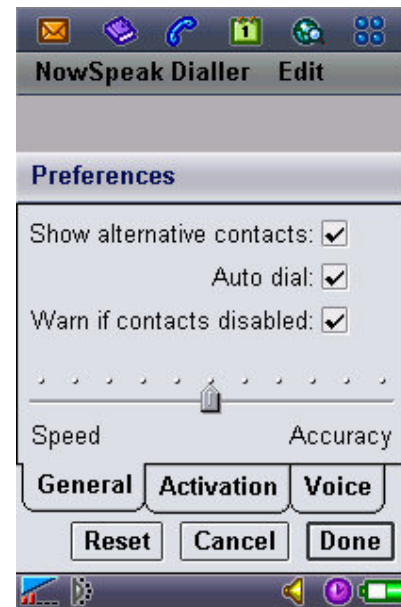 1
NowSpeak Dialler Edit
Preferences
Show alternative contacts:
Auto dial:
Warn if contacts disabled:
Speed Accuracy
General Activation Voice
Reset Cancel Done